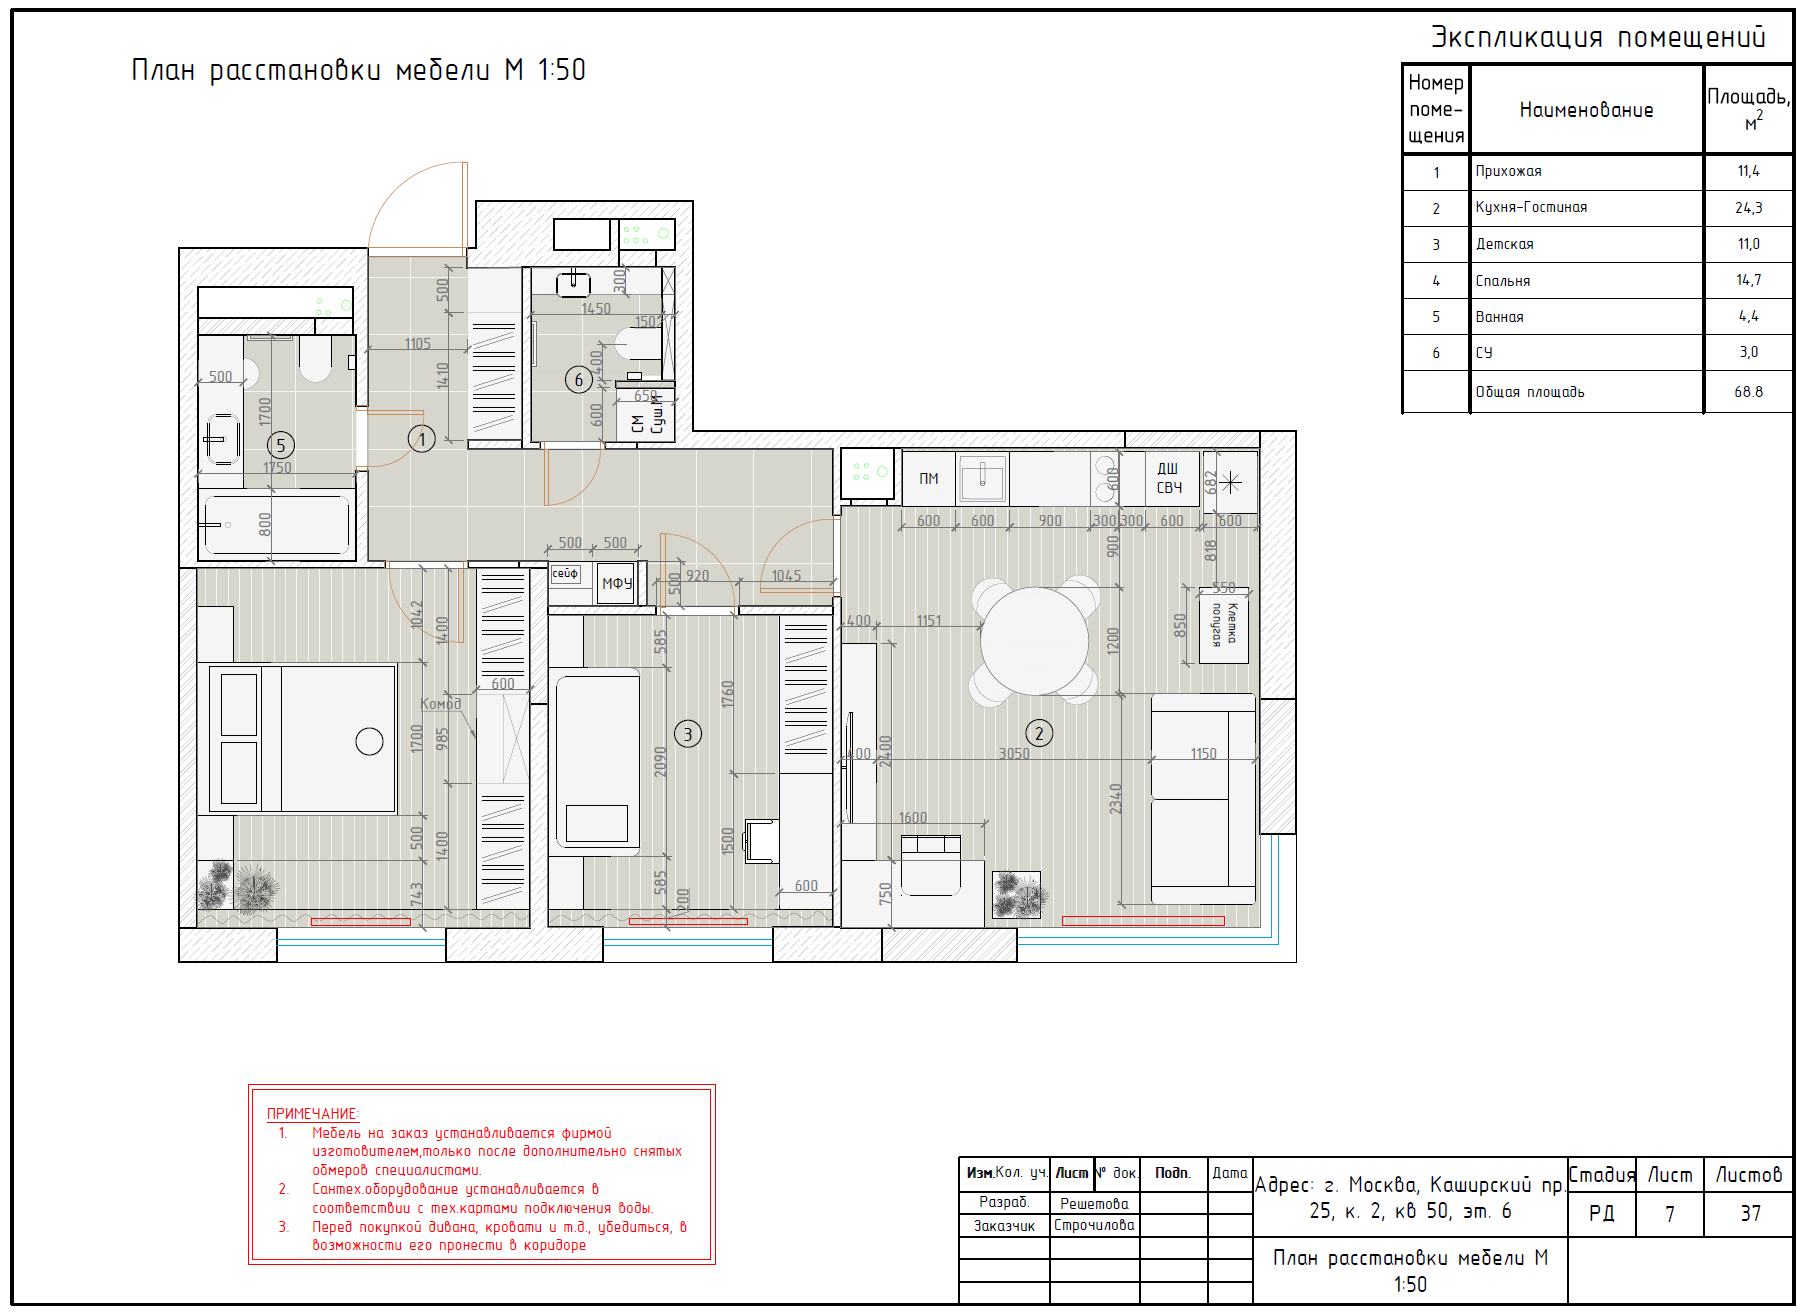 План расстановки мебели М 1:50
Экспликация помещений
Номер
поме-
щения
Наименование
Площадь,
м2
1 Прихожая 11,4
2 Кухня-Гостиная 24,3
3 Детская 11,0
4 Спальня 14,7
5 Ванная 4,4
6 СУ 3,0
Общая площадь 68.8
500
300
1450
1502
1105
1410
400
500
6
650
1700
600
СМ
Суш.М
1
5
1750
800
ПМ
600
ДШ
СВЧ
682
600 600 900 300 300 600 600
900
818
500 500
сейф
МФУ
500
920
1045
1042
1400
585
400
1151
1200
550
850
Клетка
попугая
600
Комод
1760
1700
985
3
2
2090
400
2400
3050
1150
2340
1600
500
1400
1500
743
585
200
600
750
ПРИМЕЧАНИЕ:
1. Мебель на заказ устанавливается фирмой
изготовителем,только после дополнительно снятых
обмеров специалистами.
2. Сантех.оборудование устанавливается в
соответствии с тех.картами подключения воды.
3. Перед покупкой дивана, кровати и т.д., убедиться, в
возможности его пронести в коридоре
Изм. Кол. уч. Лист № док. Подп. Дата
Разраб. Решетова
Заказчик Строчилова
Адрес: г. Москва, Каширский пр.
25, к. 2, кв 50, эт. 6
Стадия Лист Листов
РД 7 37
План расстановки мебели М
1:50